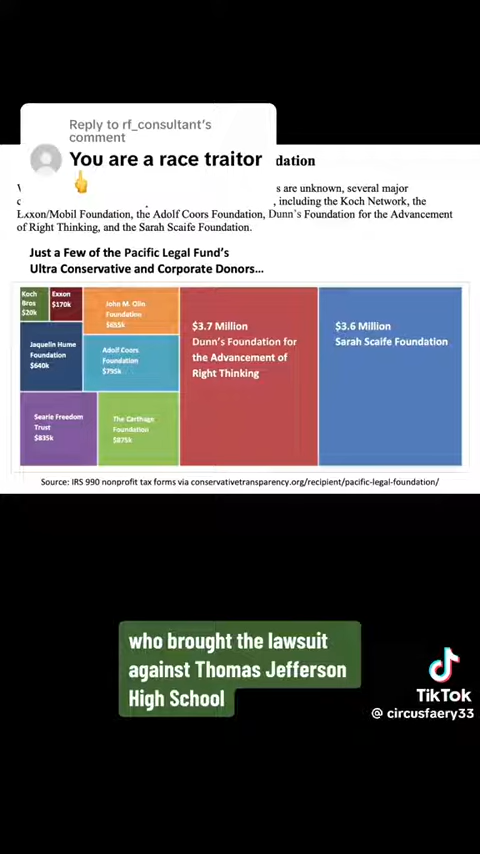 Reply to rf_consultant's
comment
You are a race traitor
👆
dation
s are unknown, several major
, including the Koch Network, the
Exxon/Mobil Foundation, the Adolf Coors Foundation, Dunn's Foundation for the Advancement
of Right Thinking, and the Sarah Scaife Foundation.
Just a Few of the Pacific Legal Fund's
Ultra Conservative and Corporate Donors...
Koch
Bros
$20k
Exxon
$170k
John M. Olin
Foundation
$655k
Jaquelin Hume
Foundation
$640k
Adolf Coors
Foundation
$795k
Searle Freedom
Trust
$835k
The Carthage
Foundation
$875k
$3.7 Million
Dunn's Foundation for
the Advancement of
Right Thinking
$3.6 Million
Sarah Scaife Foundation
Source: IRS 990 nonprofit tax forms via conservativetransparency.org/recipient/pacific-legal-foundation/
who brought the lawsuit
against Thomas Jefferson
High School
TikTok
@ circusfaery33